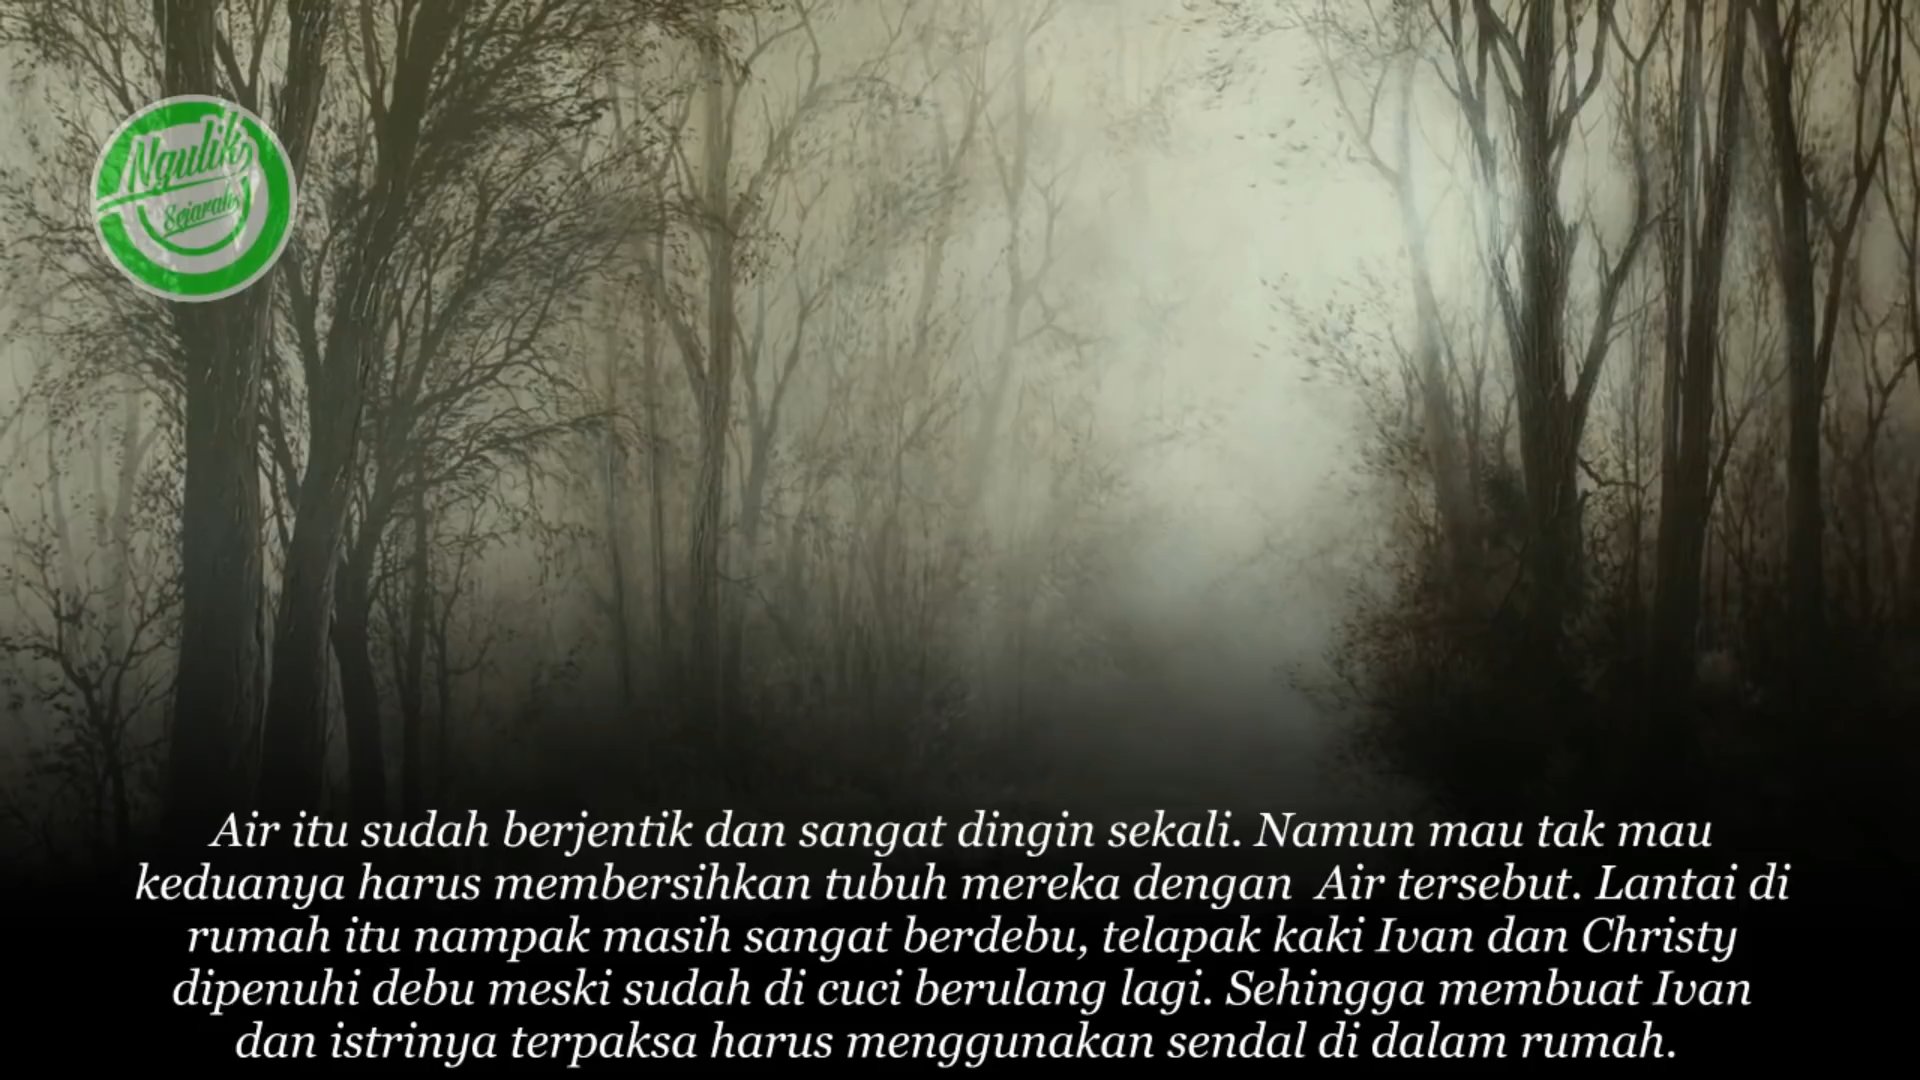 Ngulik
Sejarah
Air itu sudah berjentik dan sangat dingin sekali. Namun mau tak mau
keduanya harus membersihkan tubuh mereka dengan  Air tersebut. Lantai di
rumah itu nampak masih sangat berdebu, telapak kaki Ivan dan Christy
dipenuhi debu meski sudah di cuci berulang lagi. Sehingga membuat Ivan
dan istrinya terpaksa harus menggunakan sendal di dalam rumah.